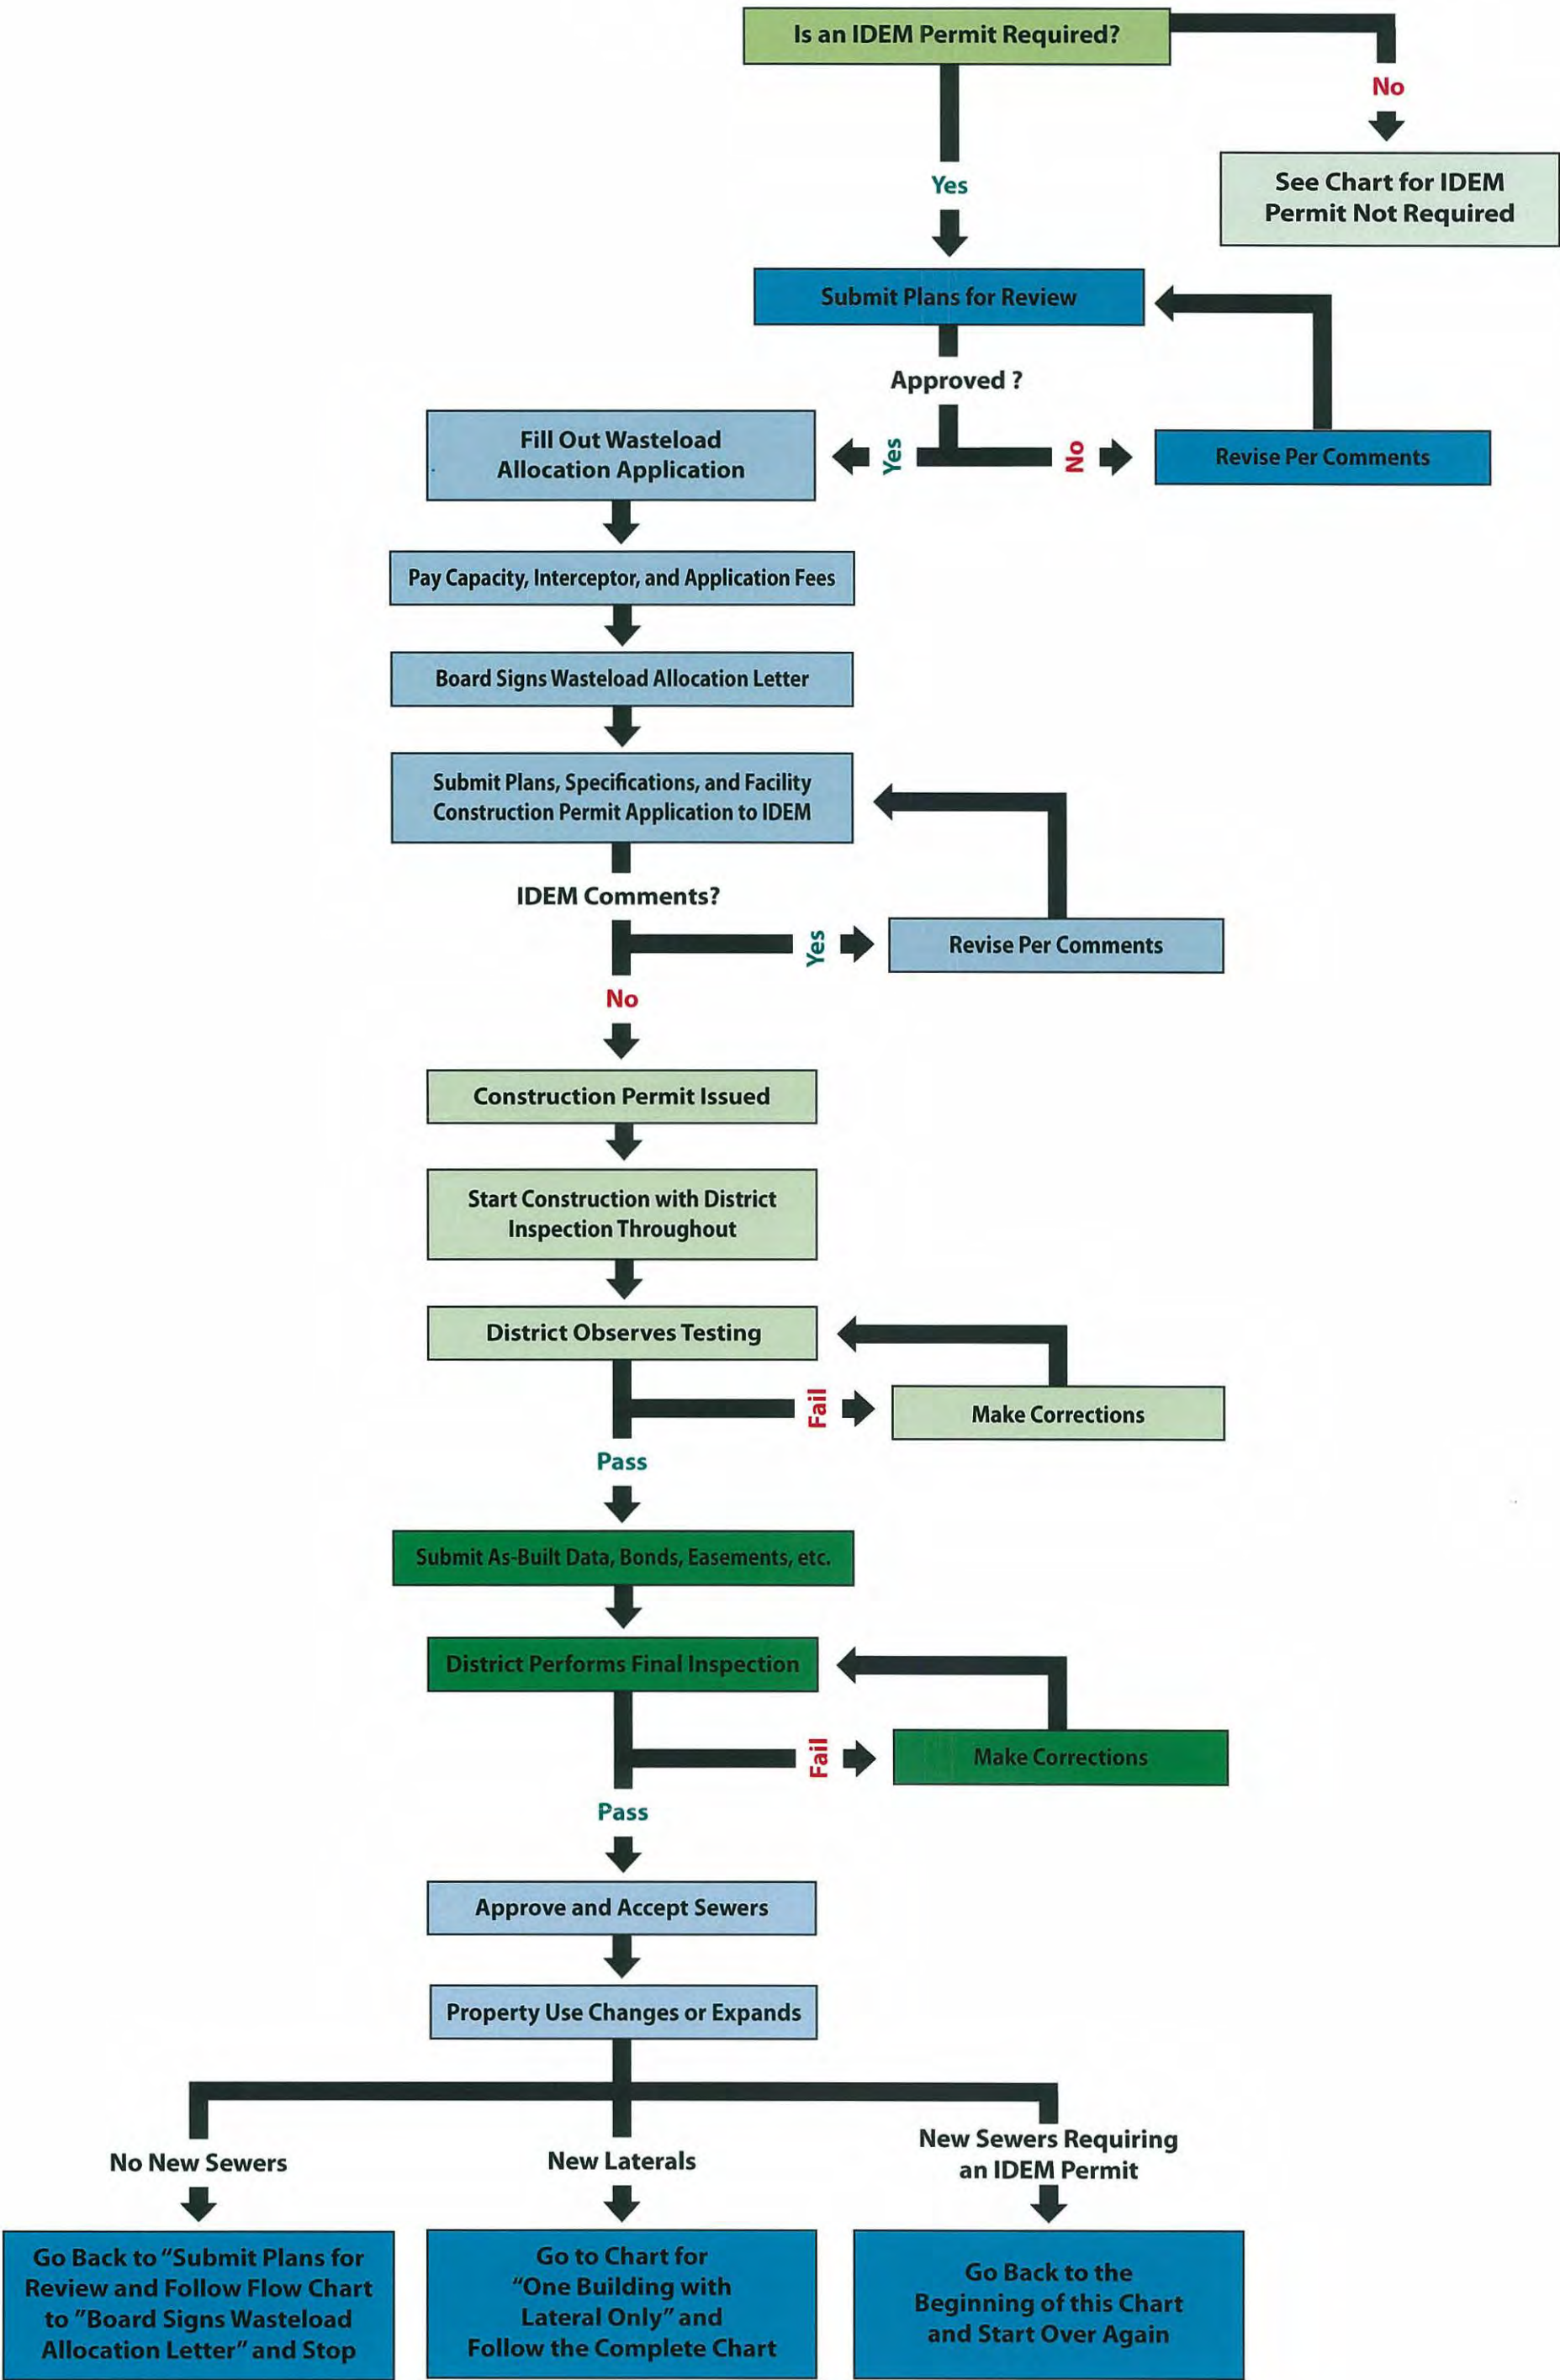 Is an IDEM Permit Required?
No
See Chart for IDEM
Permit Not Required
Yes
Submit Plans for Review
Approved ?
Yes
No
Fill Out Wasteload
Allocation Application
Revise Per Comments
Pay Capacity, Interceptor, and Application Fees
Board Signs Wasteload Allocation Letter
Submit Plans, Specifications, and Facility
Construction Permit Application to IDEM
IDEM Comments?
Yes
Revise Per Comments
No
Construction Permit Issued
Start Construction with District
Inspection Throughout
District Observes Testing
Fail
Make Corrections
Pass
Submit As-Built Data, Bonds, Easements, etc.
District Performs Final Inspection
Fail
Make Corrections
Pass
Approve and Accept Sewers
Property Use Changes or Expands
No New Sewers
New Laterals
New Sewers Requiring
an IDEM Permit
Go Back to "Submit Plans for
Review and Follow Flow Chart
to "Board Signs Wasteload
Allocation Letter" and Stop
Go to Chart for
"One Building with
Lateral Only" and
Follow the Complete Chart
Go Back to the
Beginning of this Chart
and Start Over Again